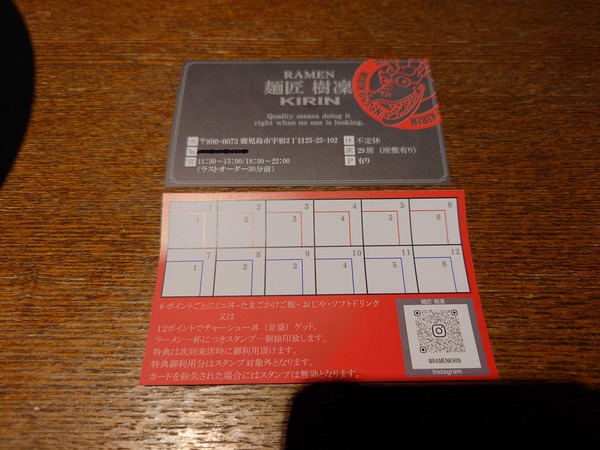 RAMEN
麺匠 樹凜
KIRIN
Quality means doing it
right when no one is looking.
〒890-0073 鹿児島市宇宿2丁目25-25-102
休 不定休
席 29席 (座敷有り)
営 11:30~15:00/18:30~22:00
P 有り
(ラストオーダー30分前)
1 2 3 4 5 6
1 2 3 4 5 6
7 8 9 10 11 12
1 2 3 4 5 6
6ポイントごとにミニ丼・たまごかけご飯・おじや・ソフトドリンク
又は
12ポイントでチャーシュー丼(並盛)ゲット。
ラーメン一杯につきスタンプ一個捺印致します。
特典は次回来店時に御利用頂けます。
特典御利用分はスタンプ対象外となります。
カードを紛失された場合にはスタンプは無効となります。
麺匠 樹凜
@RAMENKIRIN
Instagram